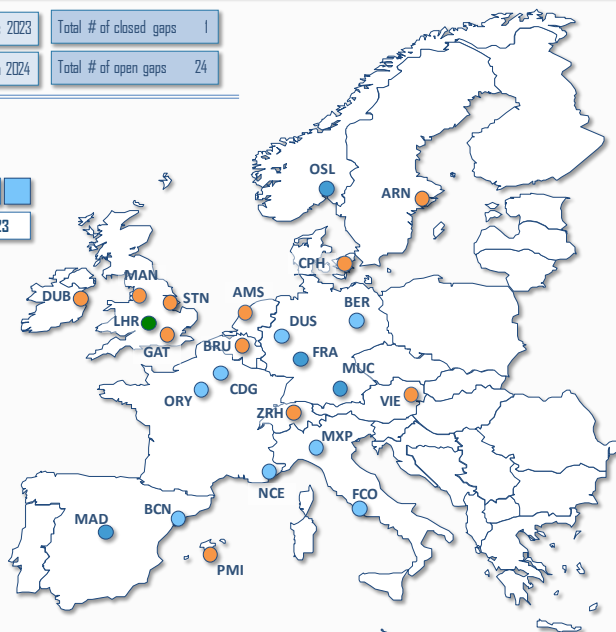 2023
Total # of closed gaps 1
2024
Total # of open gaps 24
23
OSL
ARN
CPH
MAN
DUB
STN
AMS
BER
LHR
DUS
GAT
BRU
FRA
MUC
CDG
ORY
VIE
ZRH
MXP
NCE
FCO
BCN
MAD
PMI